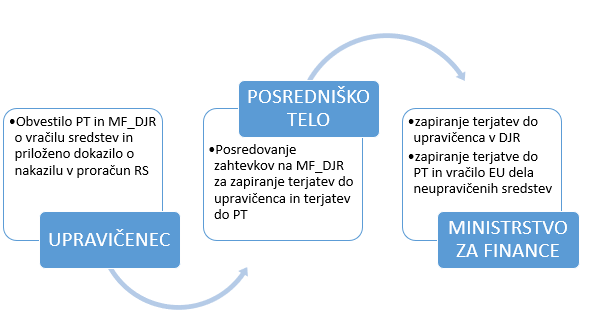 •Obvestilo PT in MF_DJR
o vračilu sredstev in
priloženo dokazilo o
nakazilu v proračun RS
UPRAVIČENEC
POSREDNIŠKO
TELO
•Posredovanje
zahtevkov na MF_DJR
za zapiranje terjatev do
upravičenca in terjatev
do PT
•zapiranje terjatev do
upravičenca v DJR
•zapiranje terjatve do
PT in vračilo EU dela
neupravičenih sredstev
MINISTRSTVO
ZA FINANCE